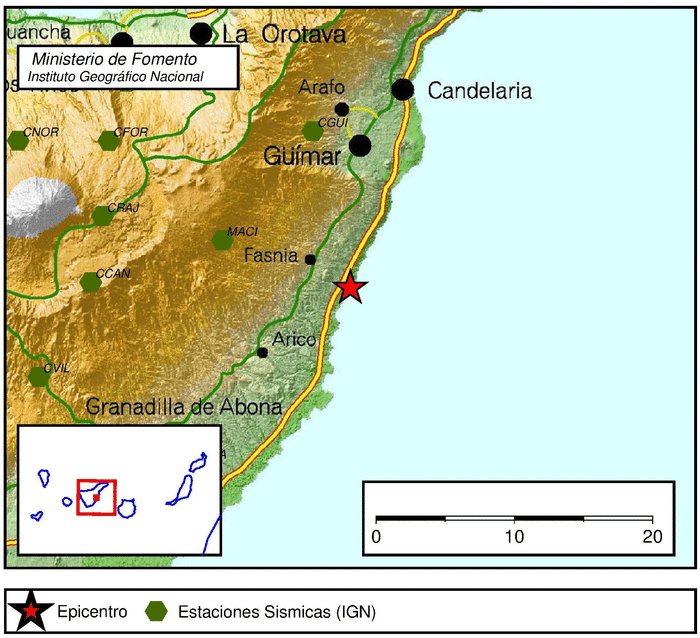 uancha
La Orotava
Ministerio de Fomento
Instituto Geográfico Nacional
Arafo
Candelaria
CNOR
CFOR
CGUI
Güímar
CRAJ
MACI
Fasnia
CCAN
Arico
CVIL
Granadilla de Abona
A
0
10
20
Epicentro
Estaciones Sismicas (IGN)